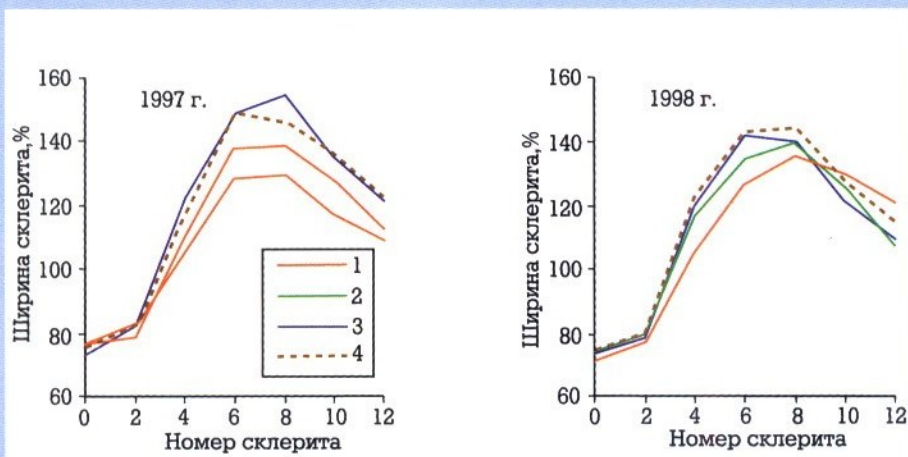 Ширина склерита,%
160
140
120
100
80
60
1997 г.
1
2
3
4
0 2 4 6 8 10 12
Номер склерита
Ширина склерита,%
160
140
120
100
80
60
1998 г.
0 2 4 6 8 10 12
Номер склерита